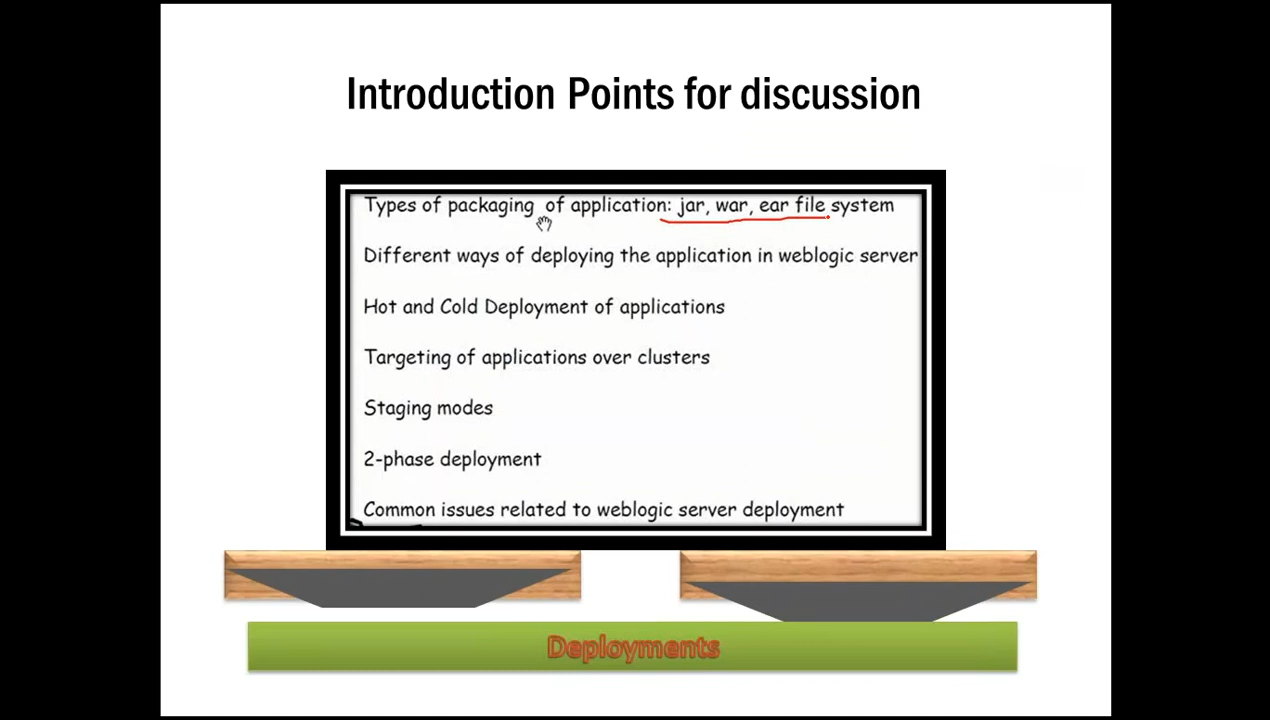 Introduction Points for discussion
Types of packaging of application: jar, war, ear file system
Different ways of deploying the application in weblogic server
Hot and Cold Deployment of applications
Targeting of applications over clusters
Staging modes
2-phase deployment
Common issues related to weblogic server deployment
Deployments